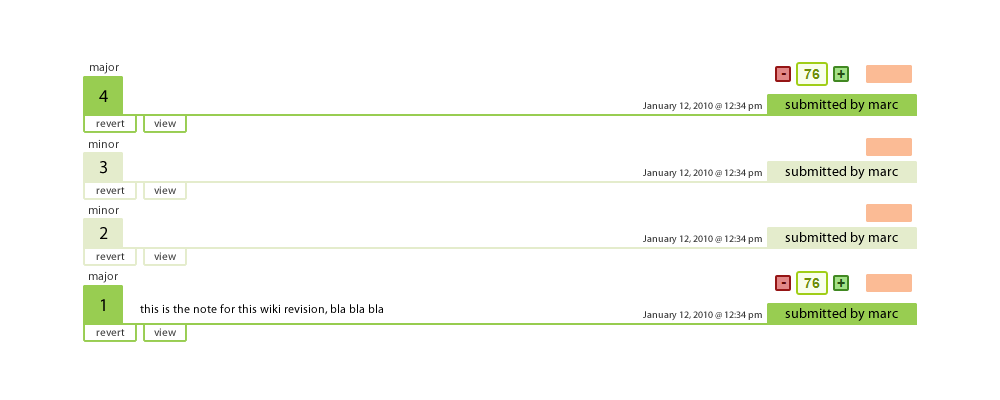 major
- 76 +
4
January 12, 2010 @ 12:34 pm submitted by marc
revert view
minor
3
January 12, 2010 @ 12:34 pm submitted by marc
revert view
minor
2
January 12, 2010 @ 12:34 pm submitted by marc
revert view
major
- 76 +
1 this is the note for this wiki revision, bla bla bla
January 12, 2010 @ 12:34 pm submitted by marc
revert view